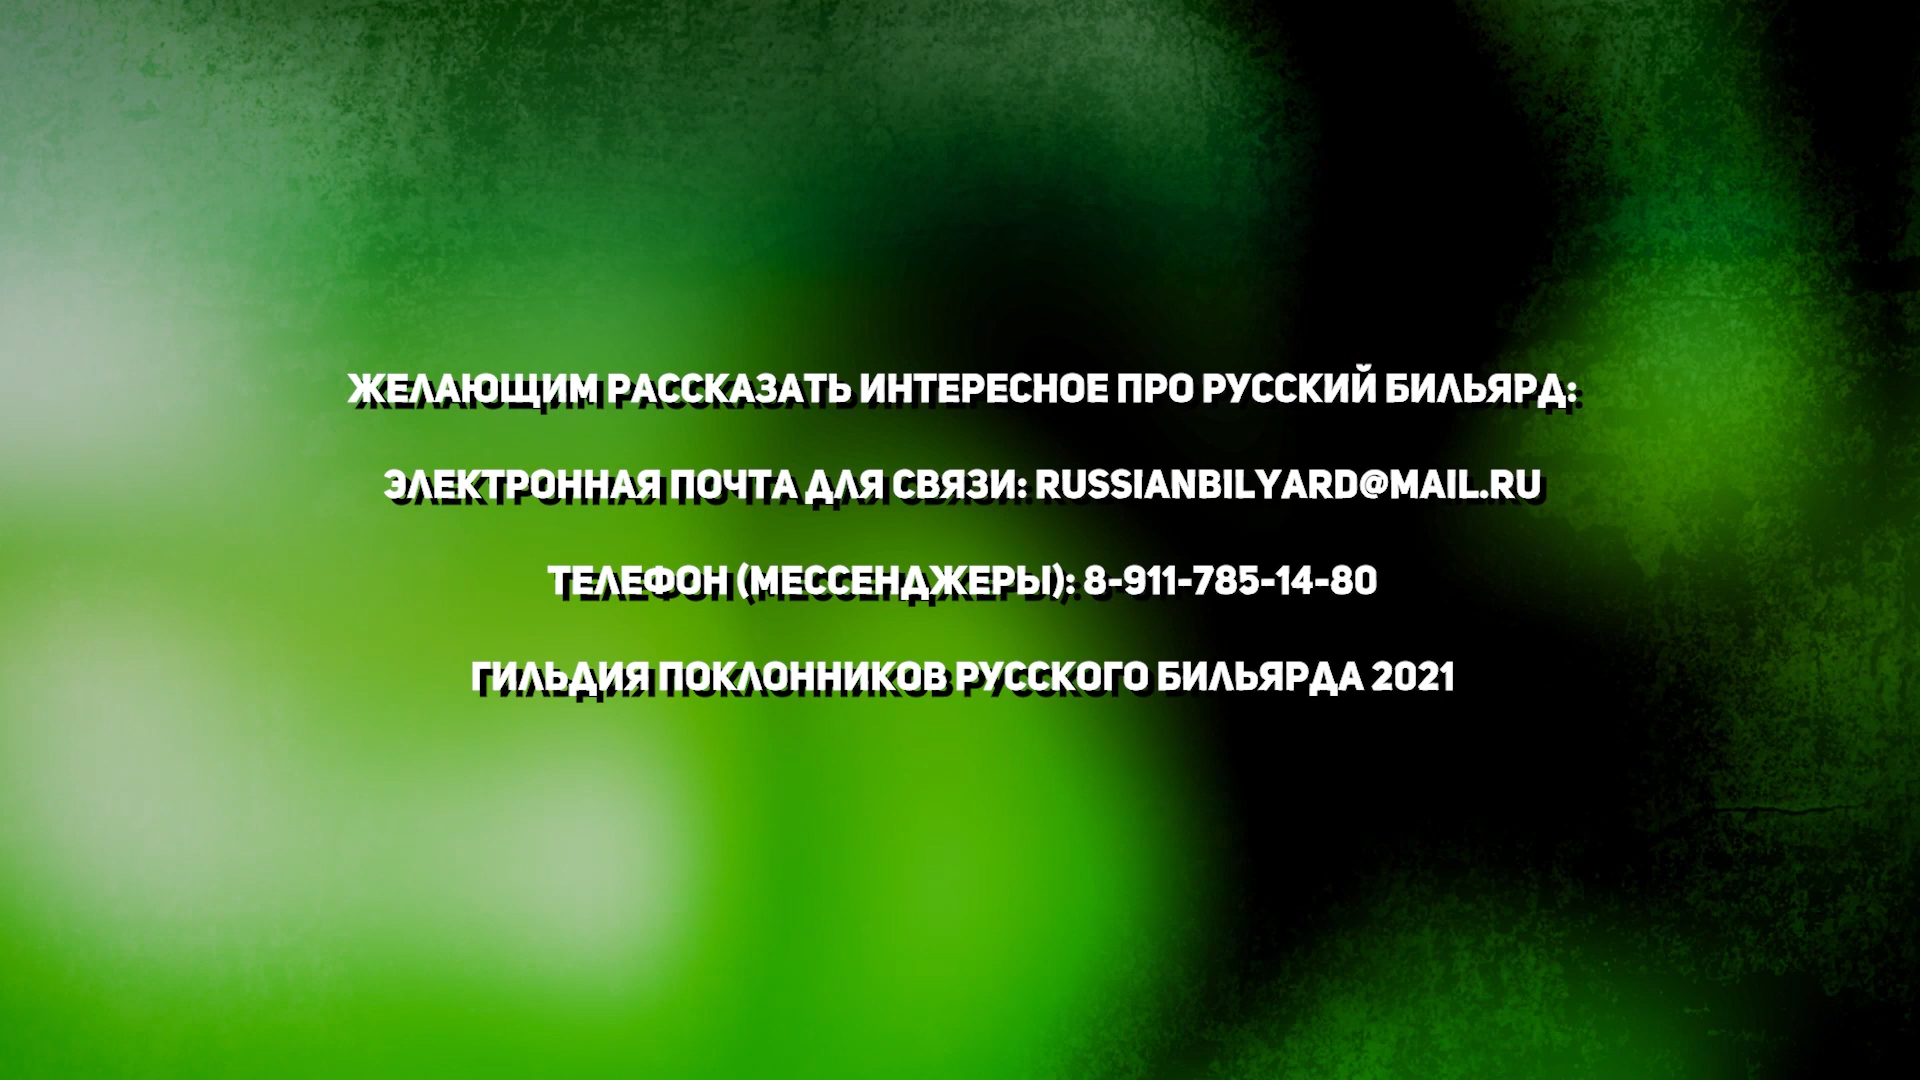 ЖЕЛАЮЩИМ РАССКАЗАТЬ ИНТЕРЕСНОЕ ПРО РУССКИЙ БИЛЬЯРД:
ЭЛЕКТРОННАЯ ПОЧТА ДЛЯ СВЯЗИ: RUSSIANBILYARD@MAIL.RU
ТЕЛЕФОН (МЕССЕНДЖЕРЫ): 8-911-785-14-80
ГИЛЬДИЯ ПОКЛОННИКОВ РУССКОГО БИЛЬЯРДА 2021